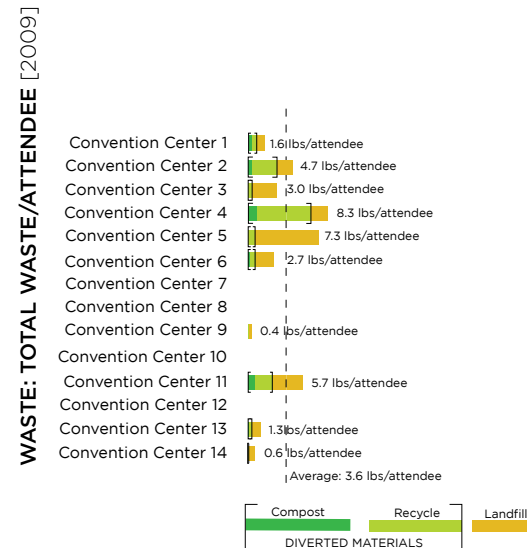 WASTE: TOTAL WASTE/ATTENDEE [2009]
Convention Center 1 1.6 lbs/attendee
Convention Center 2 4.7 lbs/attendee
Convention Center 3 3.0 lbs/attendee
Convention Center 4 8.3 lbs/attendee
Convention Center 5 7.3 lbs/attendee
Convention Center 6 2.7 lbs/attendee
Convention Center 7
Convention Center 8
Convention Center 9 0.4 lbs/attendee
Convention Center 10
Convention Center 11 5.7 lbs/attendee
Convention Center 12
Convention Center 13 1.3lbs/attendee
Convention Center 14 0.6 lbs/attendee
Average: 3.6 lbs/attendee
Compost Recycle Landfill
DIVERTED MATERIALS